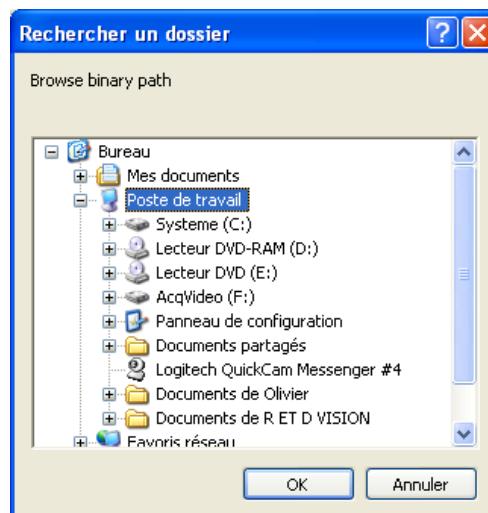 Rechercher un dossier
Browse binary path
Bureau
Mes documents
Poste de travail
Systeme (C:)
Lecteur DVD-RAM (D:)
Lecteur DVD (E:)
AcqVideo (F:)
Panneau de configuration
Documents partagés
Logitech QuickCam Messenger #4
Documents de Olivier
Documents de R ET D VISION
Favoris réseau
OK Annuler